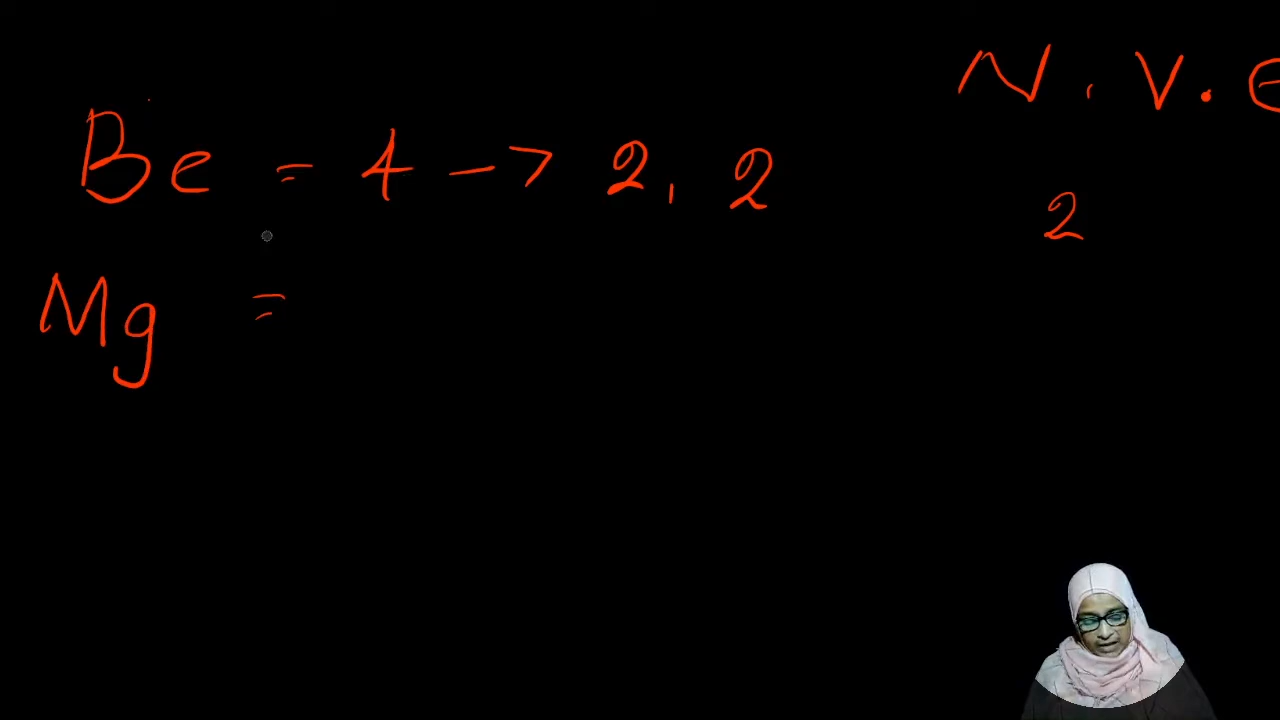 N. V. E
Be = 4 -> 2, 2
2
Mg =